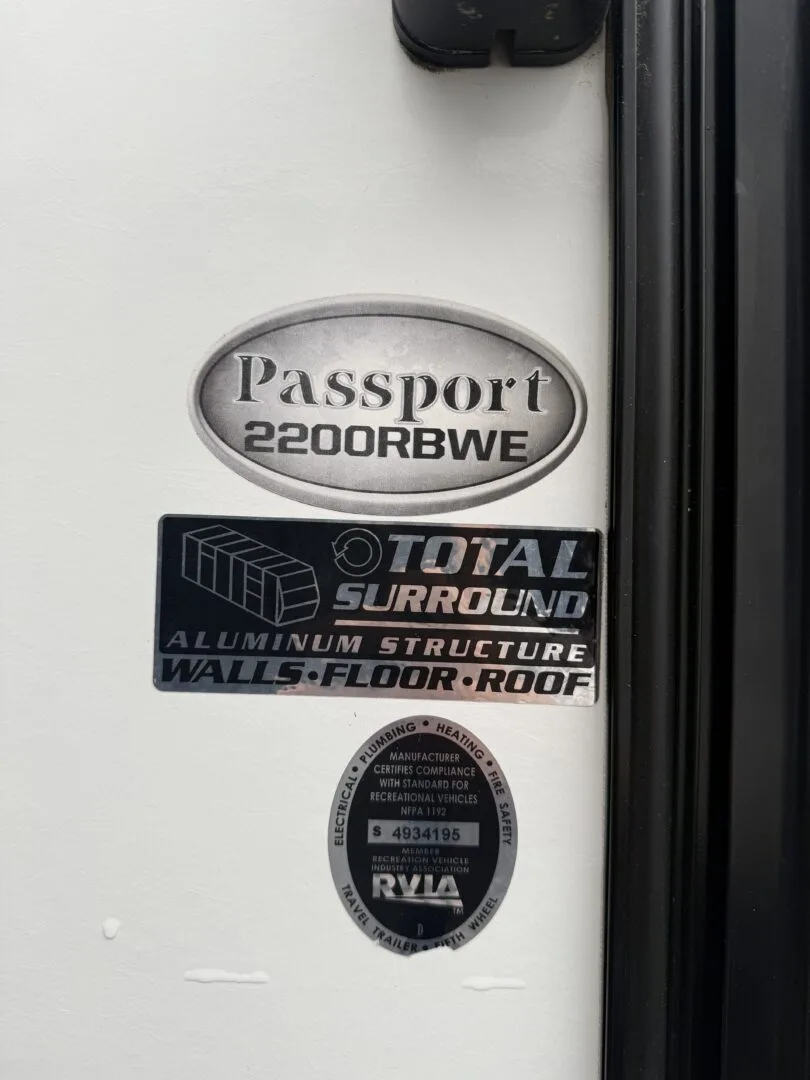 Passport
2200RBWE
TOTAL
SURROUND
ALUMINUM STRUCTURE
WALLS•FLOOR•ROOF
ELECTRICAL • PLUMBING • HEATING • FIRE SAFETY
MANUFACTURER
CERTIFIES COMPLIANCE
WITH STANDARD FOR
RECREATIONAL VEHICLES
NFPA 1192
S 4934195
MEMBER
RECREATION VEHICLE
INDUSTRY ASSOCIATION
RVIA
TM
D
TRAVEL TRAILER • FIFTH WHEEL